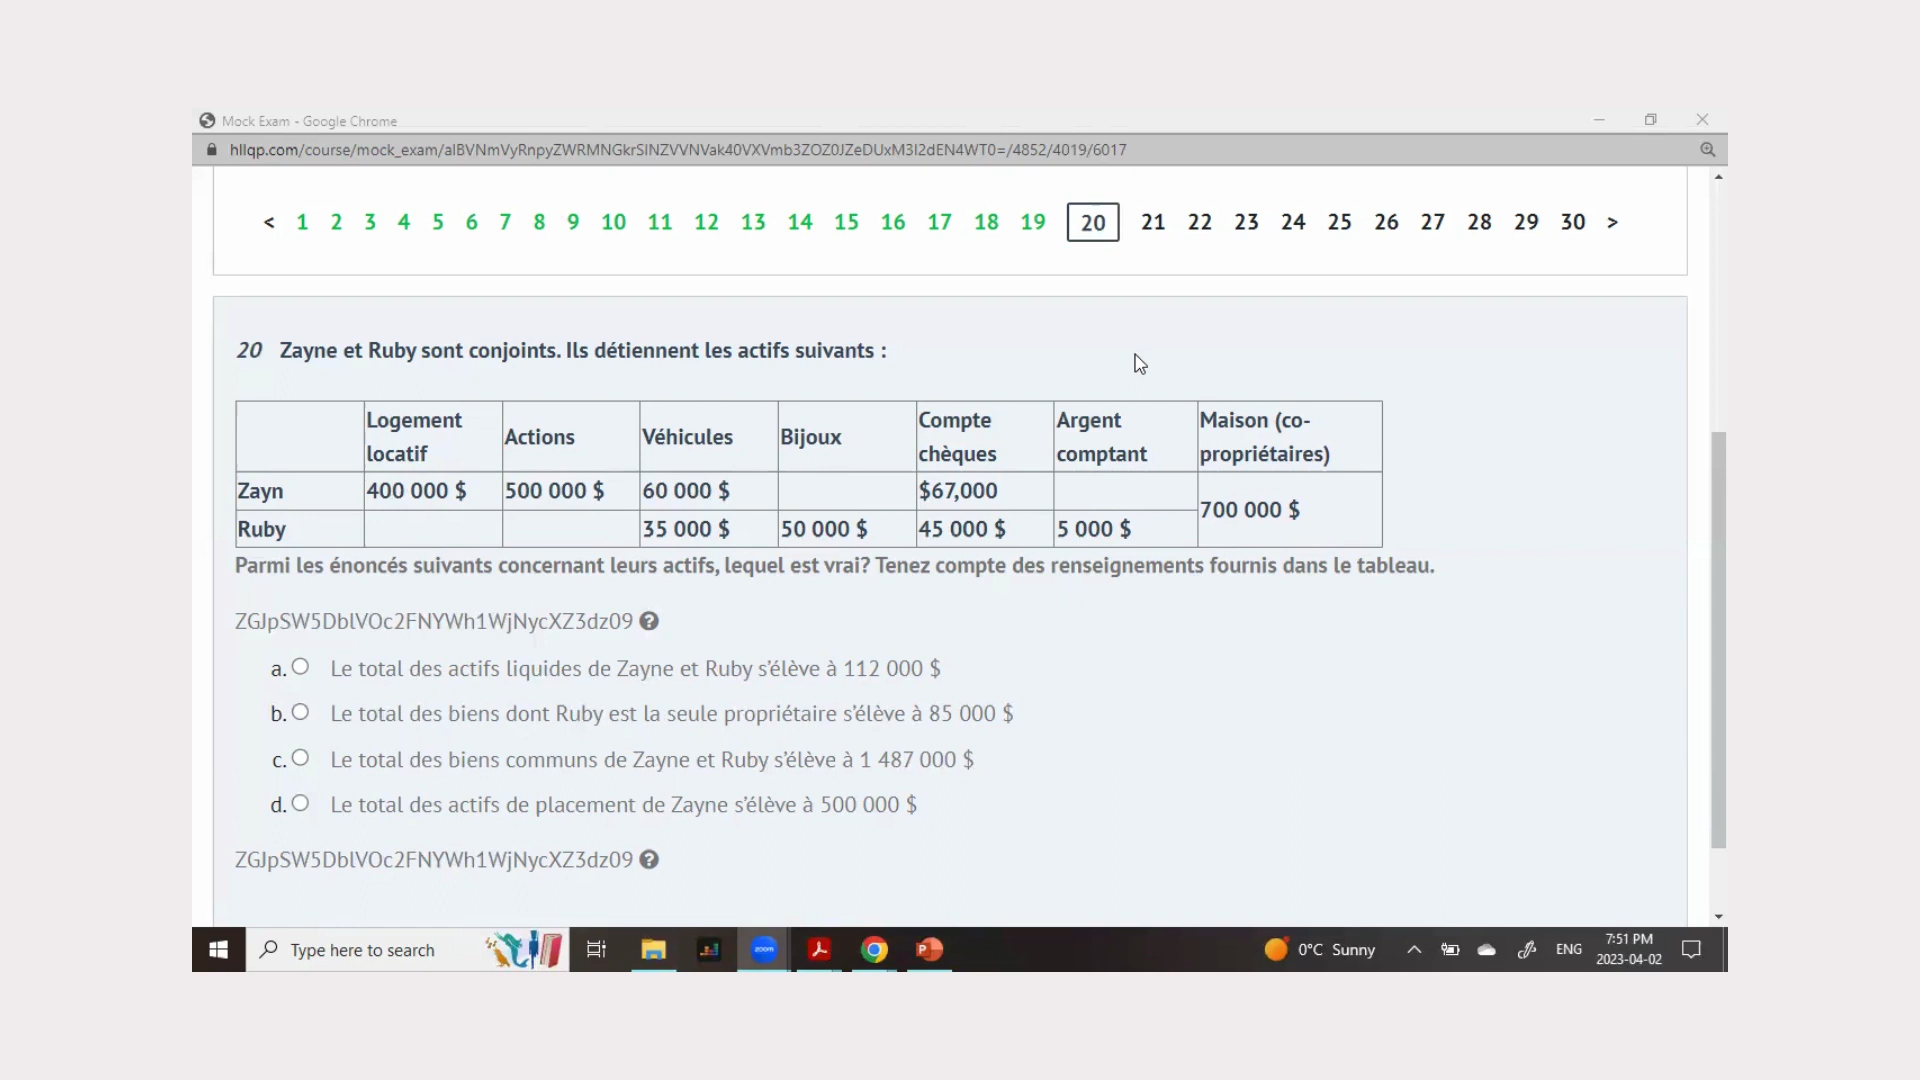 Mock Exam - Google Chrome
hllqp.com/course/mock_exam/alBVNmVyRnpyZWRMNGkrSlNZVVNVak40VXVmb3ZOZ0JZeDUxM3l2dEN4WT0=/4852/4019/6017
< 1 2 3 4 5 6 7 8 9 10 11 12 13 14 15 16 17 18 19 20 21 22 23 24 25 26 27 28 29 30 >
20 Zayne et Ruby sont conjoints. Ils détiennent les actifs suivants :
Logement locatif Actions Véhicules Bijoux Compte chèques Argent comptant Maison (co-propriétaires)
Zayn 400 000 $ 500 000 $ 60 000 $ $67,000 700 000 $
Ruby 35 000 $ 50 000 $ 45 000 $ 5 000 $
Parmi les énoncés suivants concernant leurs actifs, lequel est vrai? Tenez compte des renseignements fournis dans le tableau.
ZGJpSW5DblVOc2FNYWh1WjNycXZ3dz09 ?
a. Le total des actifs liquides de Zayne et Ruby s'élève à 112 000 $
b. Le total des biens dont Ruby est la seule propriétaire s'élève à 85 000 $
c. Le total des biens communs de Zayne et Ruby s'élève à 1 487 000 $
d. Le total des actifs de placement de Zayne s'élève à 500 000 $
ZGJpSW5DblVOc2FNYWh1WjNycXZ3dz09 ?
Type here to search
zoom
0°C Sunny
ENG
7:51 PM
2023-04-02